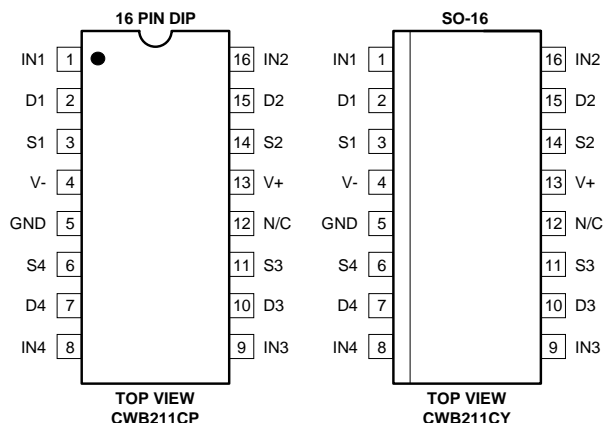 16 PIN DIP
IN1 1 16 IN2
D1 2 15 D2
S1 3 14 S2
V- 4 13 V+
GND 5 12 N/C
S4 6 11 S3
D4 7 10 D3
IN4 8 9 IN3
TOP VIEW
CWB211CP
SO-16
IN1 1 16 IN2
D1 2 15 D2
S1 3 14 S2
V- 4 13 V+
GND 5 12 N/C
S4 6 11 S3
D4 7 10 D3
IN4 8 9 IN3
TOP VIEW
CWB211CY